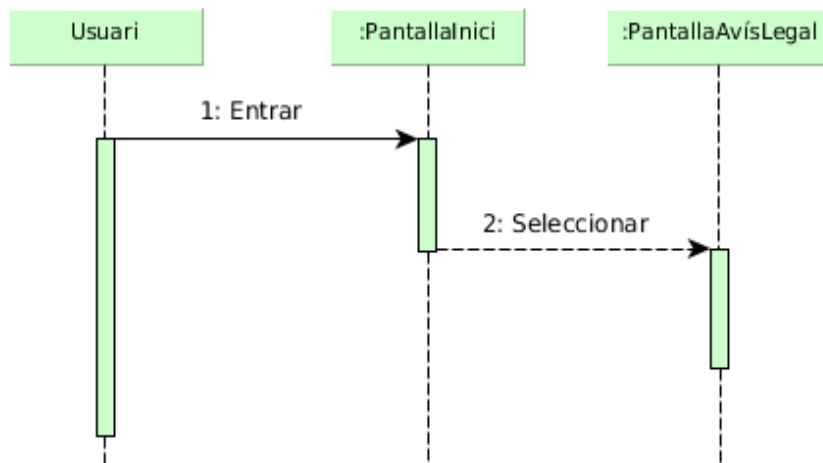 Usuari
:PantallaInici
:PantallaAvísLegal
1: Entrar
2: Seleccionar